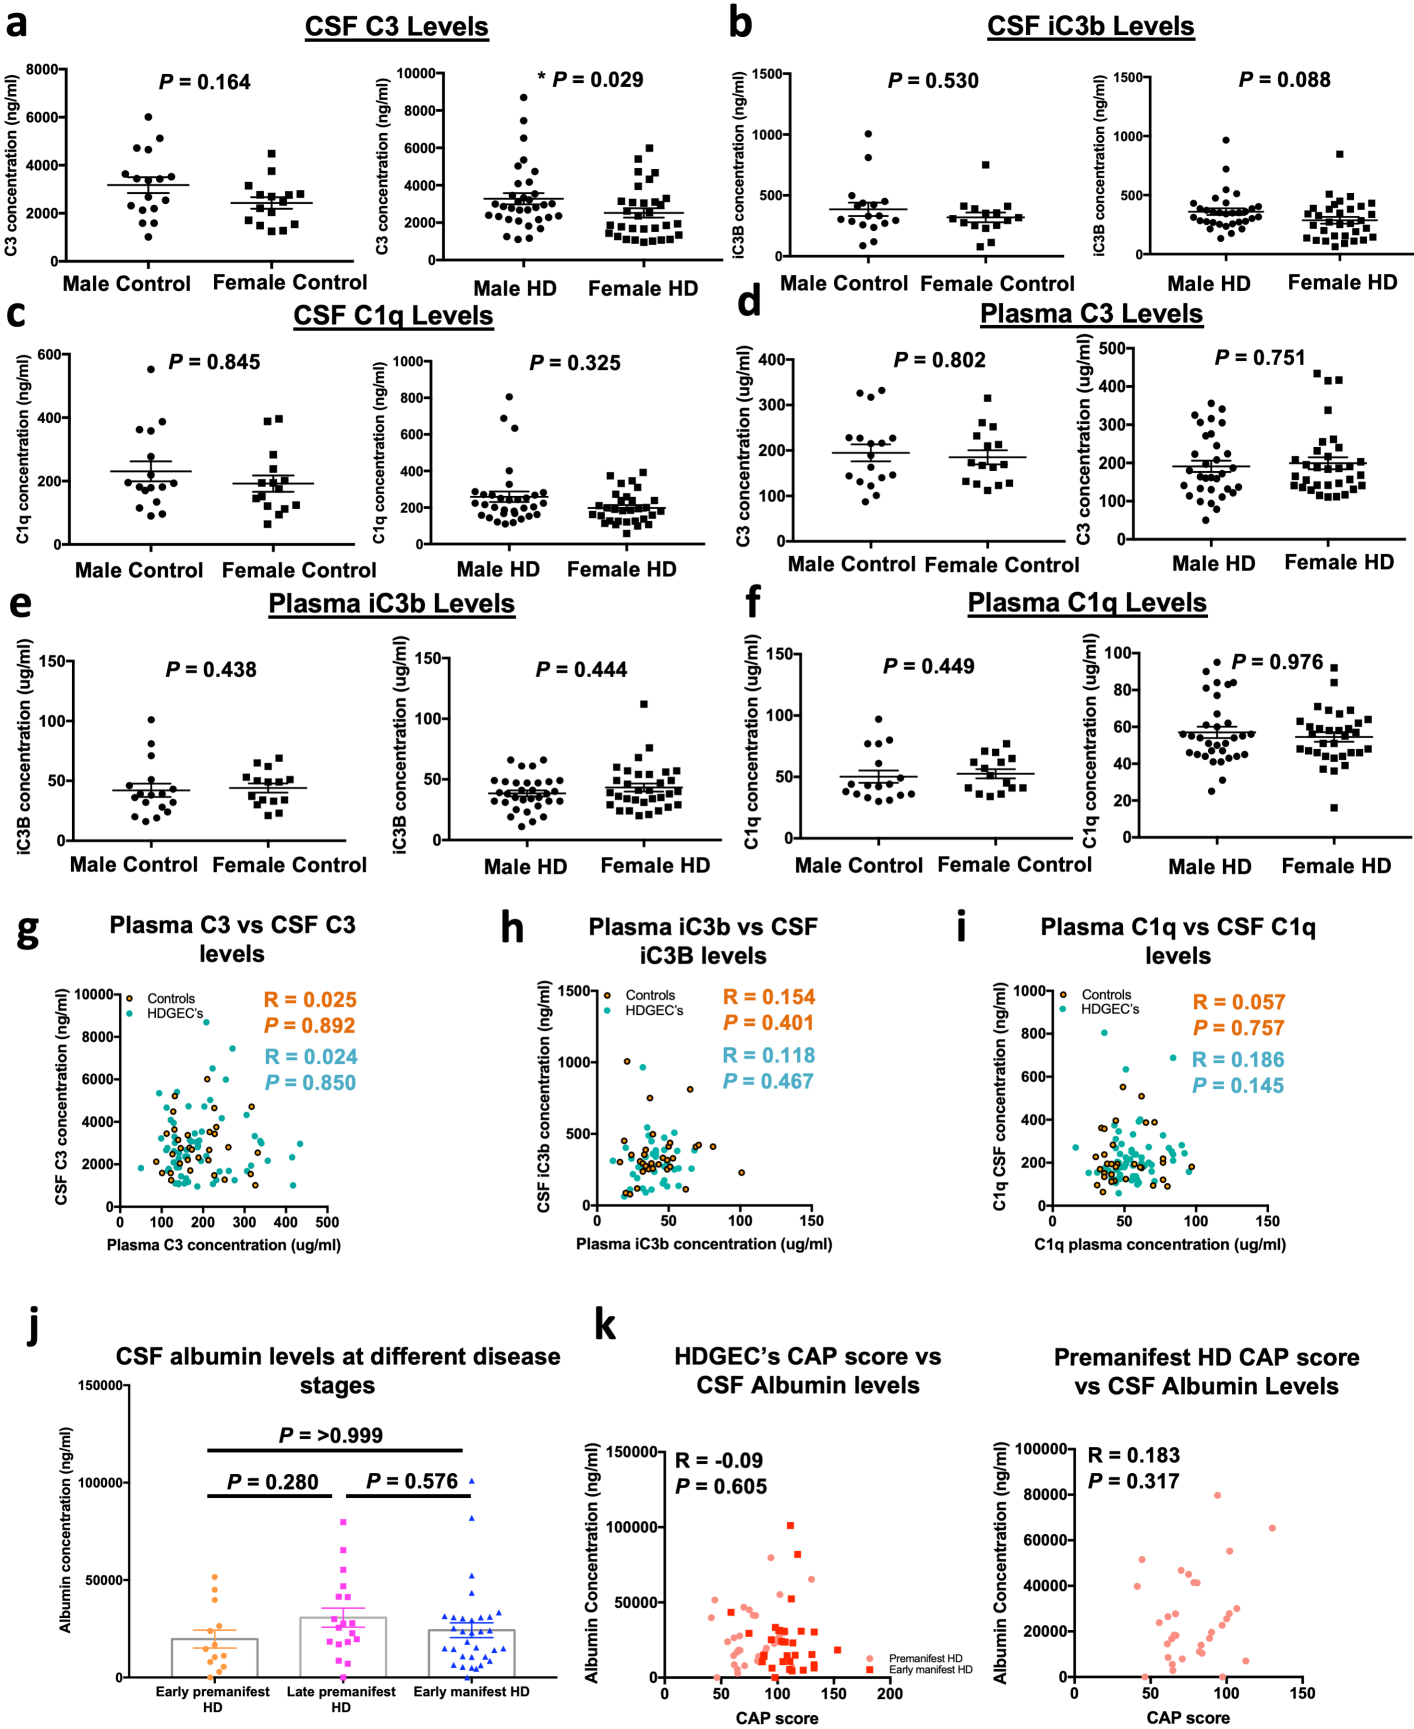 a
CSF C3 Levels
b
CSF iC3b Levels
C3 concentration (ng/ml)
8000
6000
4000
2000
0
P = 0.164
Male Control
Female Control
C3 concentration (ng/ml)
10000
8000
6000
4000
2000
0
* P = 0.029
Male HD
Female HD
iC3B concentration (ng/ml)
1500
1000
500
0
P = 0.530
Male Control
Female Control
iC3B concentration (ng/ml)
1500
1000
500
0
P = 0.088
Male HD
Female HD
c
CSF C1q Levels
d
Plasma C3 Levels
C1q concentration (ng/ml)
600
400
200
0
P = 0.845
Male Control
Female Control
C1q concentration (ng/ml)
1000
800
600
400
200
0
P = 0.325
Male HD
Female HD
C3 concentration (ug/ml)
400
300
200
100
0
P = 0.802
Male Control
Female Control
C3 concentration (ug/ml)
500
400
300
200
100
0
P = 0.751
Male HD
Female HD
e
Plasma iC3b Levels
f
Plasma C1q Levels
iC3B concentration (ug/ml)
150
100
50
0
P = 0.438
Male Control
Female Control
iC3B concentration (ug/ml)
150
100
50
0
P = 0.444
Male HD
Female HD
C1q concentration (ug/ml)
150
100
50
0
P = 0.449
Male Control
Female Control
C1q concentration (ug/ml)
100
80
60
40
20
0
P = 0.976
Male HD
Female HD
g
Plasma C3 vs CSF C3
levels
CSF C3 concentration (ng/ml)
10000
8000
6000
4000
2000
0
Controls
HDGEC's
R = 0.025
P = 0.892
R = 0.024
P = 0.850
0 100 200 300 400 500
Plasma C3 concentration (ug/ml)
h
Plasma iC3b vs CSF
iC3B levels
CSF iC3b concentration (ng/ml)
1500
1000
500
0
Controls
HDGEC's
R = 0.154
P = 0.401
R = 0.118
P = 0.467
0 50 100 150
Plasma iC3b concentration (ug/ml)
i
Plasma C1q vs CSF C1q
levels
C1q CSF concentration (ng/ml)
1000
800
600
400
200
0
Controls
HDGEC's
R = 0.057
P = 0.757
R = 0.186
P = 0.145
0 50 100 150
C1q plasma concentration (ug/ml)
j
CSF albumin levels at different disease
stages
Albumin concentration (ng/ml)
150000
100000
50000
0
P = >0.999
P = 0.280
P = 0.576
Early premanifest
HD
Late premanifest
HD
Early manifest HD
k
HDGEC's CAP score vs
CSF Albumin levels
Albumin Concentration (ng/ml)
150000
100000
50000
0
R = -0.09
P = 0.605
Premanifest HD
Early manifest HD
0 50 100 150 200
CAP score
Premanifest HD CAP score
vs CSF Albumin Levels
Albumin Concentration (ng/ml)
100000
80000
60000
40000
20000
0
R = 0.183
P = 0.317
0 50 100 150
CAP score